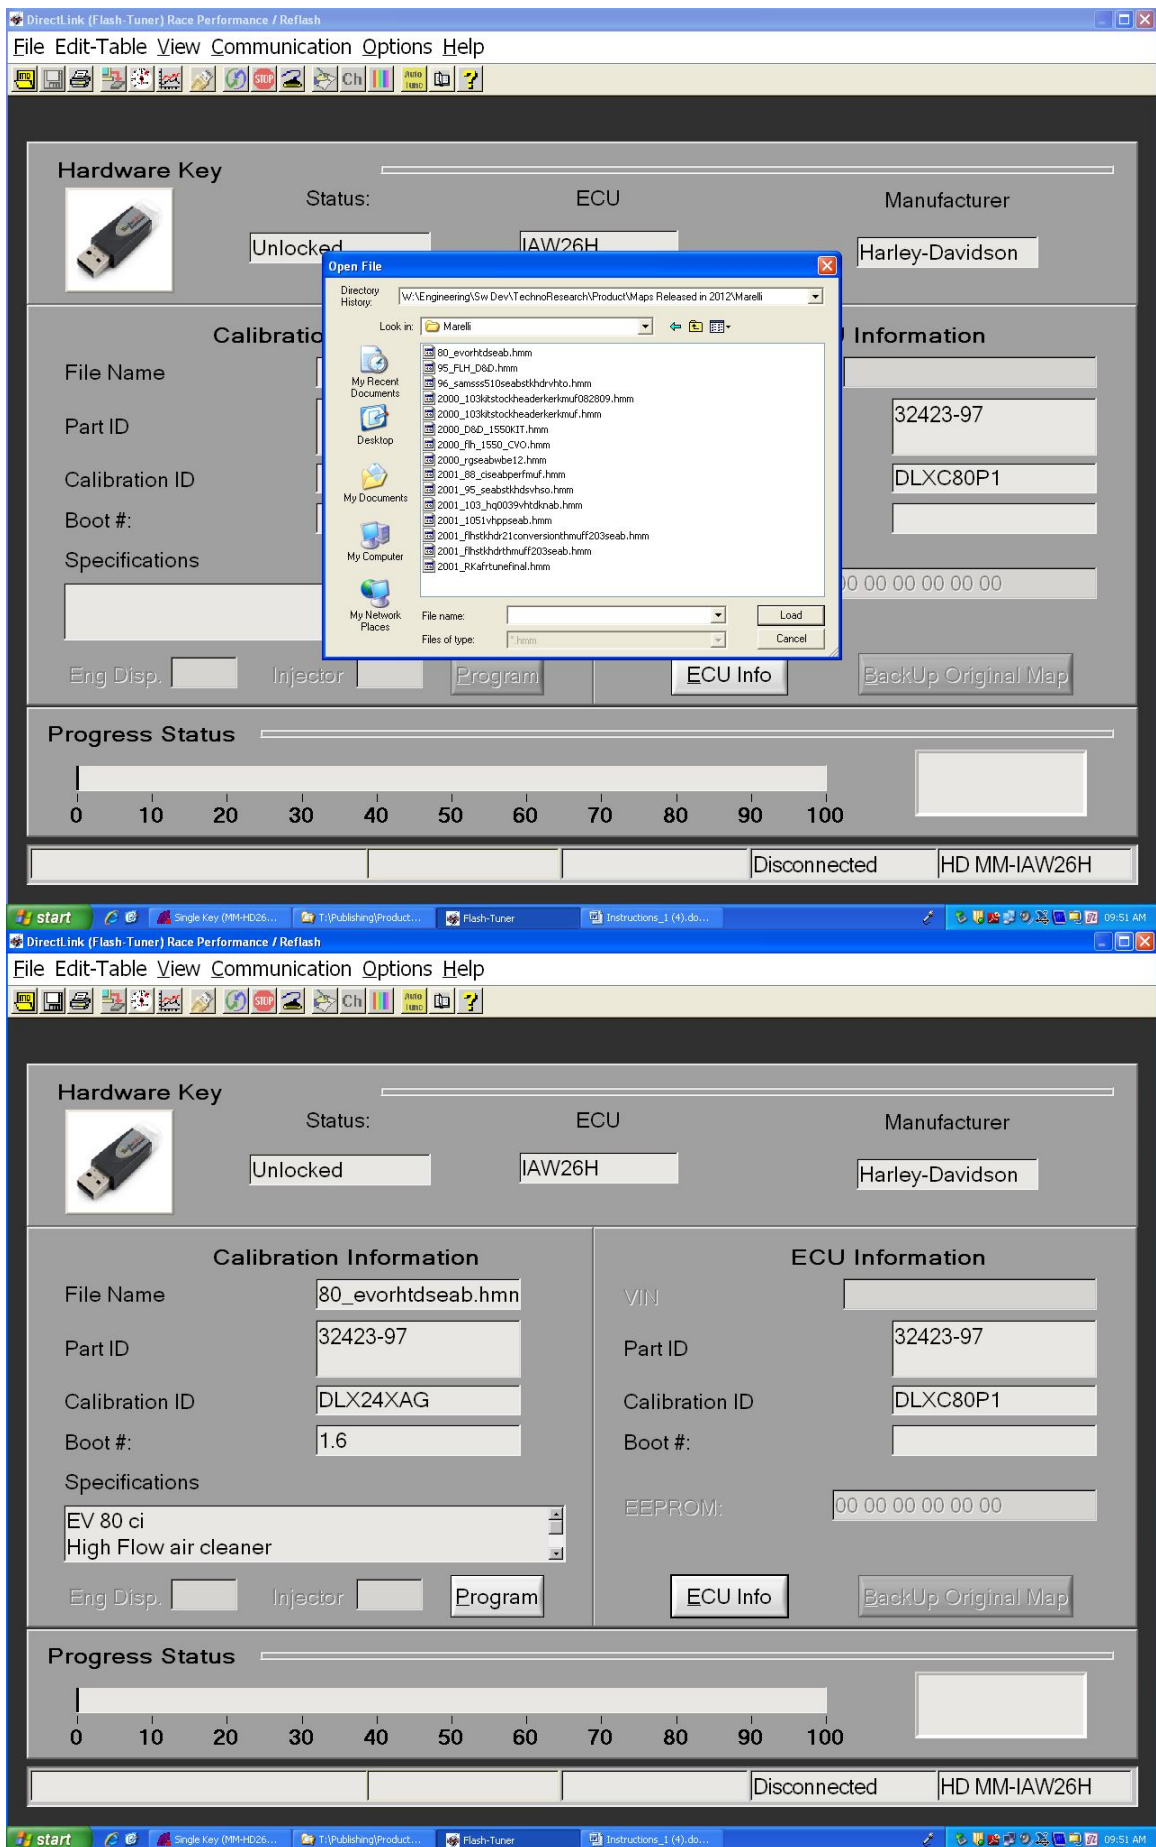 DirectLink (Flash-Tuner) Race Performance / Reflash
File Edit-Table View Communication Options Help
STOP Ch Auto Tune ?
Hardware Key
Status: ECU Manufacturer
Unlocked IAW26H Harley-Davidson
Open File
Directory History: W:\Engineering\Sw Dev\TechnoResearch\Product\Maps Released in 2012\Marelli
Look in: Marelli
My Recent Documents
Desktop
My Documents
My Computer
My Network Places
80_evorhtdseab.hmm
95_FLH_D&D.hmm
96_samsss510seabstkhdrvhto.hmm
2000_103kitstockheaderkerkmuf082809.hmm
2000_103kitstockheaderkerkmuf.hmm
2000_D&D_1550KIT.hmm
2000_flh_1550_CVO.hmm
2000_rgseabwbe12.hmm
2001_88_ciseabperfmuf.hmm
2001_95_seabstkhdsvhso.hmm
2001_103_hq0039vhtdknab.hmm
2001_1051vhppseab.hmm
2001_flhstkhdr21conversionthmuff203seab.hmm
2001_flhstkhdrthmuff203seab.hmm
2001_RKafrtunefinal.hmm
File name: Load
Files of type: *.hmm Cancel
Calibratio Information
File Name
Part ID 32423-97
Calibration ID DLXC80P1
Boot #:
Specifications
00 00 00 00 00
Eng Disp. Injector Program ECU Info BackUp Original Map
Progress Status
0 10 20 30 40 50 60 70 80 90 100
Disconnected HD MM-IAW26H
start Single Key (MM-HD26... T:\Publishing\Product... Flash-Tuner Instructions_1 (4).do... 09:51 AM
DirectLink (Flash-Tuner) Race Performance / Reflash
File Edit-Table View Communication Options Help
STOP Ch Auto Tune ?
Hardware Key
Status: ECU Manufacturer
Unlocked IAW26H Harley-Davidson
Calibration Information ECU Information
File Name 80_evorhtdseab.hmn VIN
Part ID 32423-97 Part ID 32423-97
Calibration ID DLX24XAG Calibration ID DLXC80P1
Boot #: 1.6 Boot #:
Specifications
EV 80 ci
High Flow air cleaner
EEPROM: 00 00 00 00 00 00
Eng Disp. Injector Program ECU Info BackUp Original Map
Progress Status
0 10 20 30 40 50 60 70 80 90 100
Disconnected HD MM-IAW26H
start Single Key (MM-HD26... T:\Publishing\Product... Flash-Tuner Instructions_1 (4).do... 09:51 AM